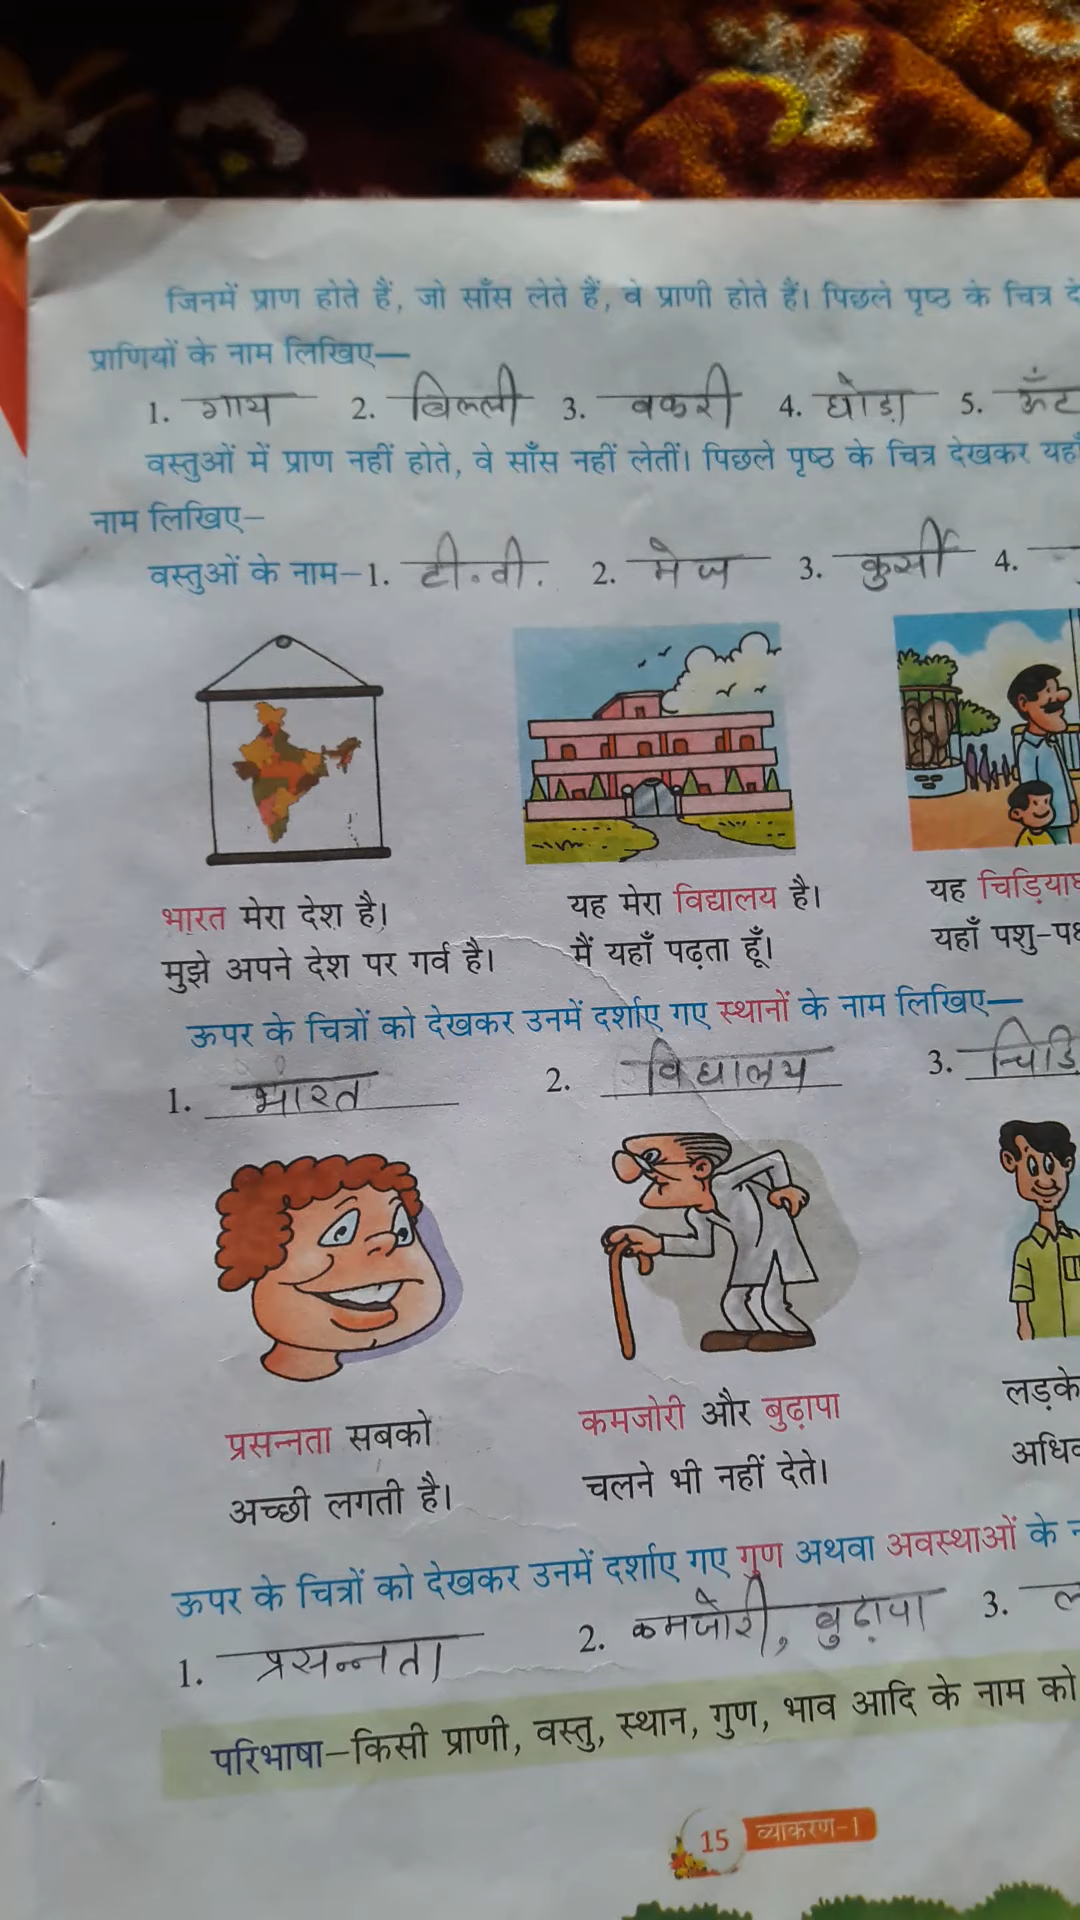 जिनमें प्राण होते हैं, जो साँस लेते हैं, वे प्राणी होते हैं। पिछले पृष्ठ के चित्र
प्राणियों के नाम लिखिए—
1. गाय 2. बिल्ली 3. बकरी 4. घोड़ा 5. ऊँट
वस्तुओं में प्राण नहीं होते, वे साँस नहीं लेतीं। पिछले पृष्ठ के चित्र देखकर यहाँ
नाम लिखिए–
वस्तुओं के नाम–1. टी.वी. 2. मेज 3. कुर्सी 4.
भारत मेरा देश है। यह मेरा विद्यालय है। यह
मुझे अपने देश पर गर्व है। मैं यहाँ पढ़ता हूँ। यहाँ
ऊपर के चित्रों को देखकर उनमें दर्शाए गए स्थानों के नाम लिखिए—
1. भारत 2. विद्यालय 3.
प्रसन्नता सबको कमजोरी और बुढ़ापा लड़के
अच्छी लगती है। चलने भी नहीं देते।
ऊपर के चित्रों को देखकर उनमें दर्शाए गए गुण अथवा अवस्थाओं के
1. प्रसन्नता 2. कमजोरी, बुढ़ापा 3.
परिभाषा–किसी प्राणी, वस्तु, स्थान, गुण, भाव आदि के नाम को
15 व्याकरण-1